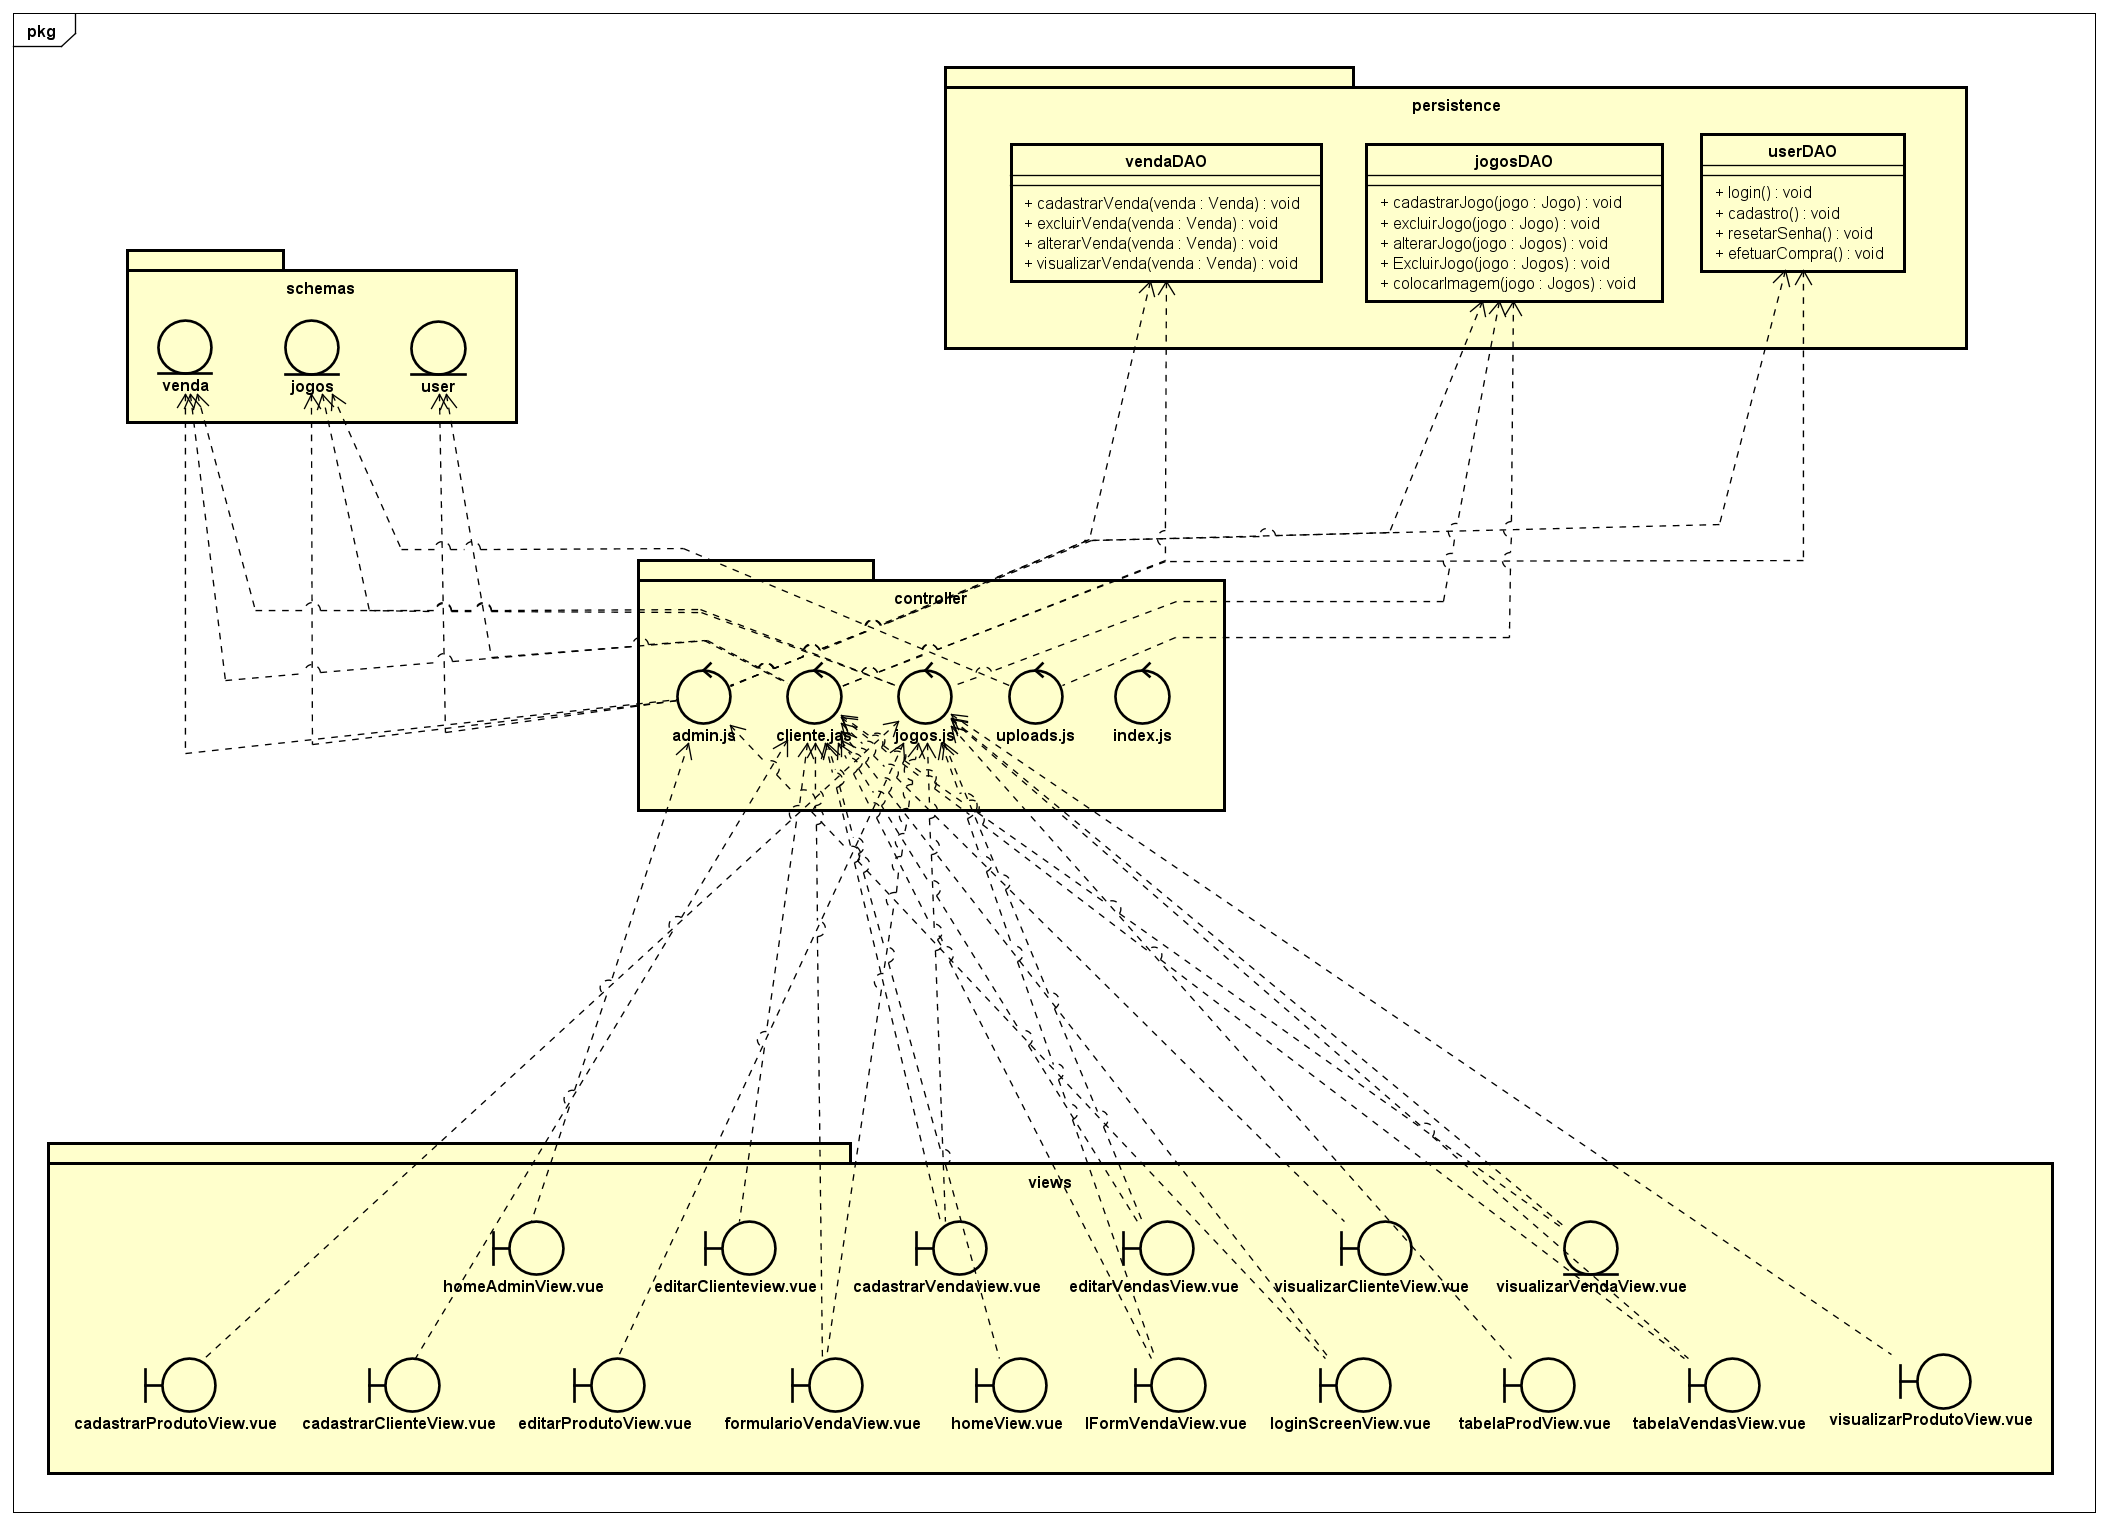 pkg
persistence
vendaDAO
+ cadastrarVenda(venda : Venda) : void
+ excluirVenda(venda : Venda) : void
+ alterarVenda(venda : Venda) : void
+ visualizarVenda(venda : Venda) : void
jogosDAO
+ cadastrarJogo(jogo : Jogo) : void
+ excluirJogo(jogo : Jogo) : void
+ alterarJogo(jogo : Jogos) : void
+ ExcluirJogo(jogo : Jogos) : void
+ colocarImagem(jogo : Jogos) : void
userDAO
+ login() : void
+ cadastro() : void
+ resetarSenha() : void
+ efetuarCompra() : void
schemas
venda
jogos
user
controller
admin.js
cliente.jas
jogos.js
uploads.js
index.js
views
homeAdminView.vue
editarClienteview.vue
cadastrarVendaview.vue
editarVendasView.vue
visualizarClienteView.vue
visualizarVendaView.vue
cadastrarProdutoView.vue
cadastrarClienteView.vue
editarProdutoView.vue
formularioVendaView.vue
homeView.vue
IFormVendaView.vue
loginScreenView.vue
tabelaProdView.vue
tabelaVendasView.vue
visualizarProdutoView.vue